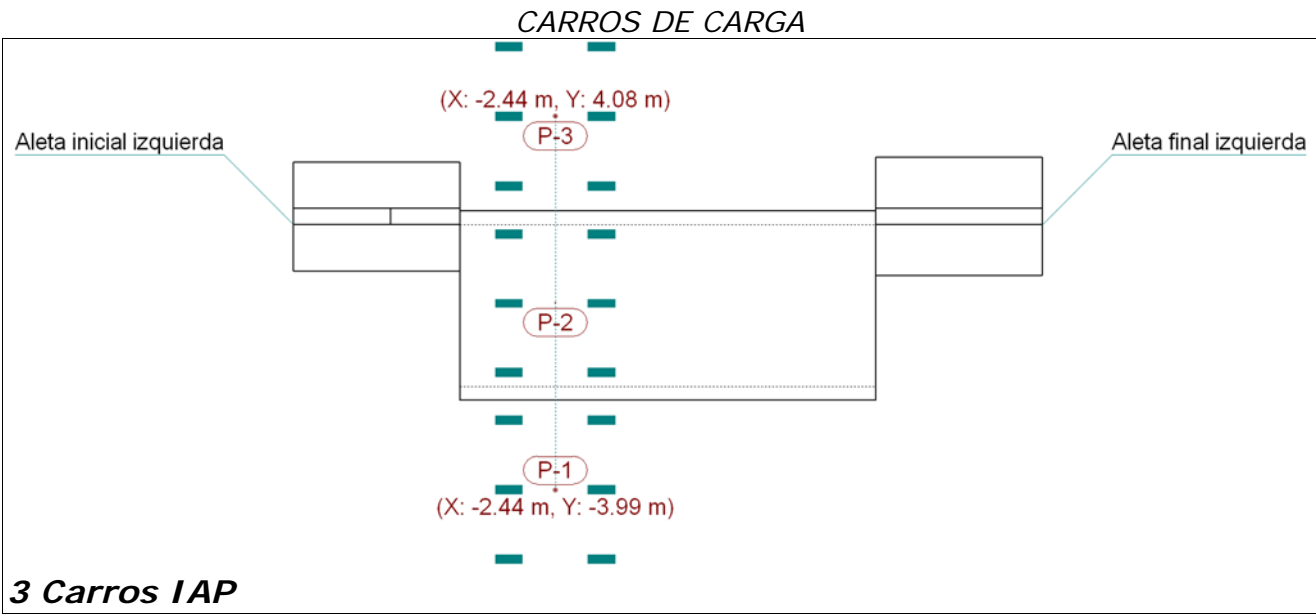 CARROS DE CARGA
(X: -2.44 m, Y: 4.08 m)
P-3
Aleta inicial izquierda
Aleta final izquierda
P-2
P-1
(X: -2.44 m, Y: -3.99 m)
3 Carros IAP